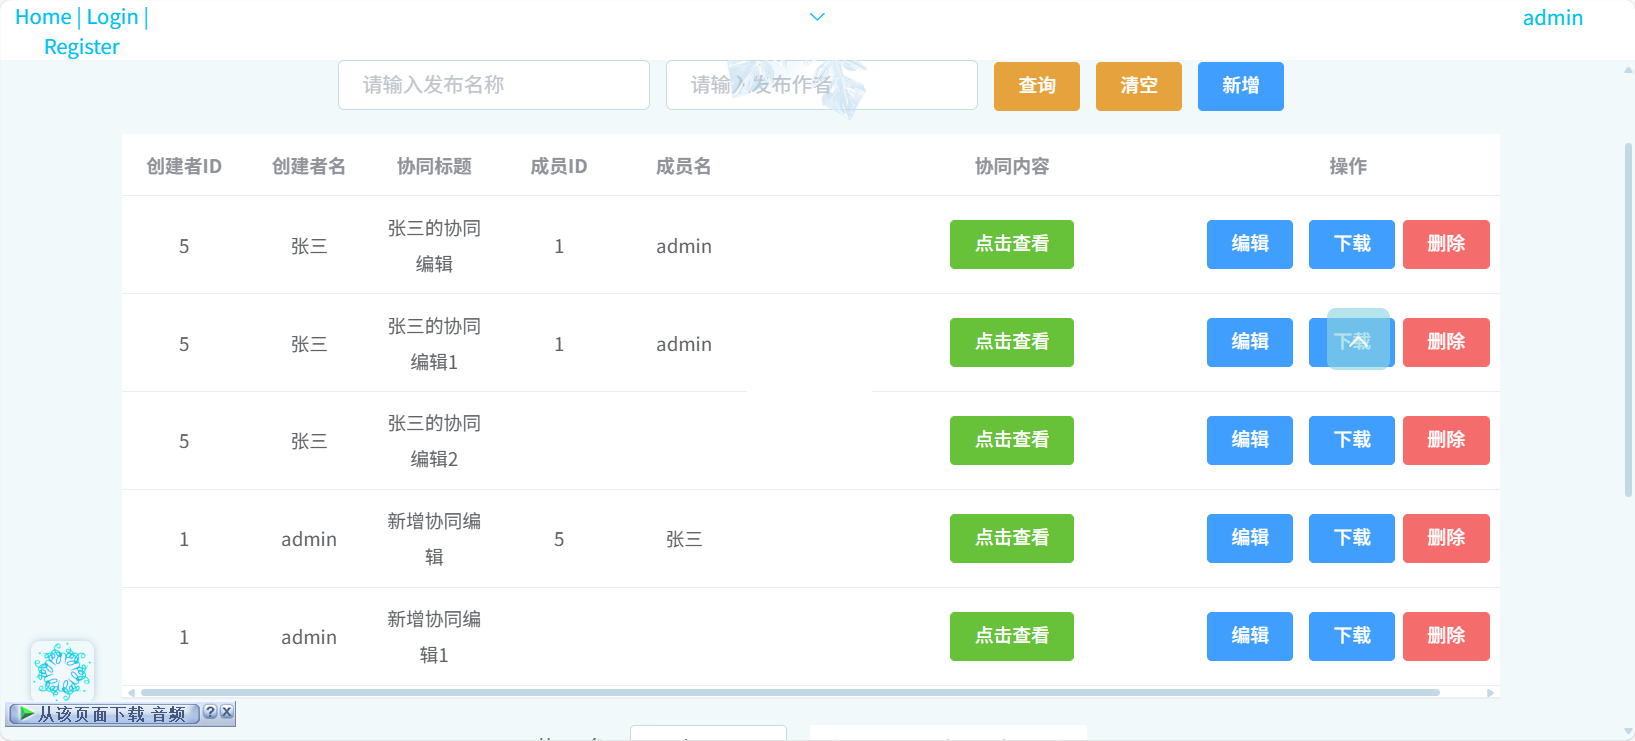 Home | Login |
Register
admin
请输入发布名称
请输入发布作者
查询
清空
新增
创建者ID 创建者名 协同标题 成员ID 成员名 协同内容 操作
5 张三 张三的协同
编辑 1 admin 点击查看 编辑 下载 删除
5 张三 张三的协同
编辑1 1 admin 点击查看 编辑 下载 删除
5 张三 张三的协同
编辑2 点击查看 编辑 下载 删除
1 admin 新增协同编
辑 5 张三 点击查看 编辑 下载 删除
1 admin 新增协同编
辑1 点击查看 编辑 下载 删除
从该页面下载 音频 ? X